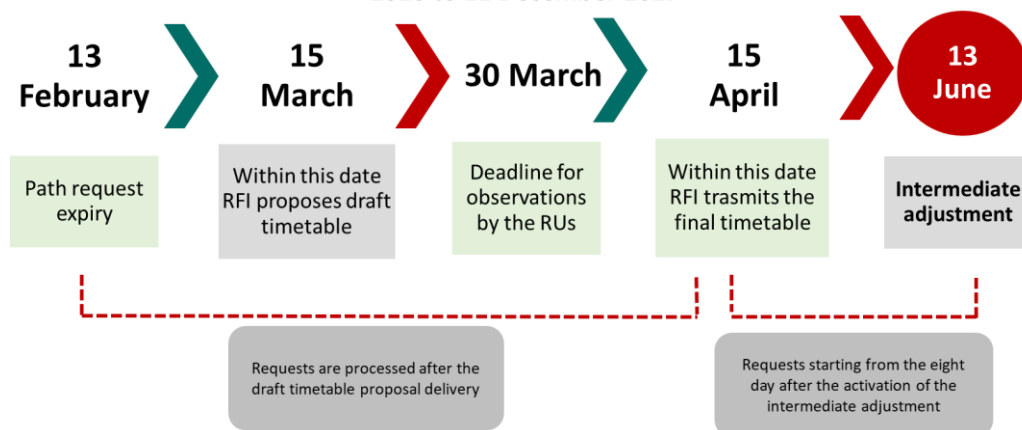 13
February
15
March
30 March
15
April
13
June
Path request
expiry
Within this date
RFI proposes draft
timetable
Deadline for
observations
by the RUs
Within this date
RFI trasmits the
final timetable
Intermediate
adjustment
Requests are processed after the
draft timetable proposal delivery
Requests starting from the eight
day after the activation of the
intermediate adjustment